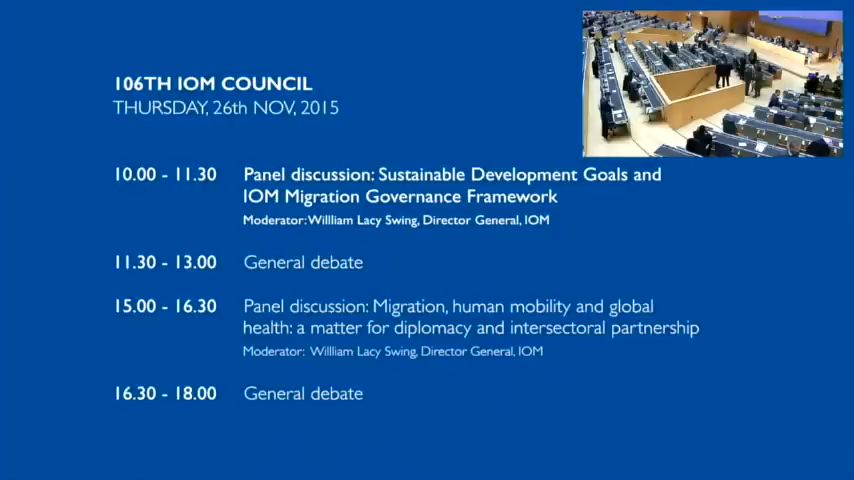 106TH IOM COUNCIL
THURSDAY, 26th NOV, 2015
10.00 - 11.30 Panel discussion: Sustainable Development Goals and
IOM Migration Governance Framework
Moderator: Willliam Lacy Swing, Director General, IOM
11.30 - 13.00 General debate
15.00 - 16.30 Panel discussion: Migration, human mobility and global
health: a matter for diplomacy and intersectoral partnership
Moderator: Willliam Lacy Swing, Director General, IOM
16.30 - 18.00 General debate